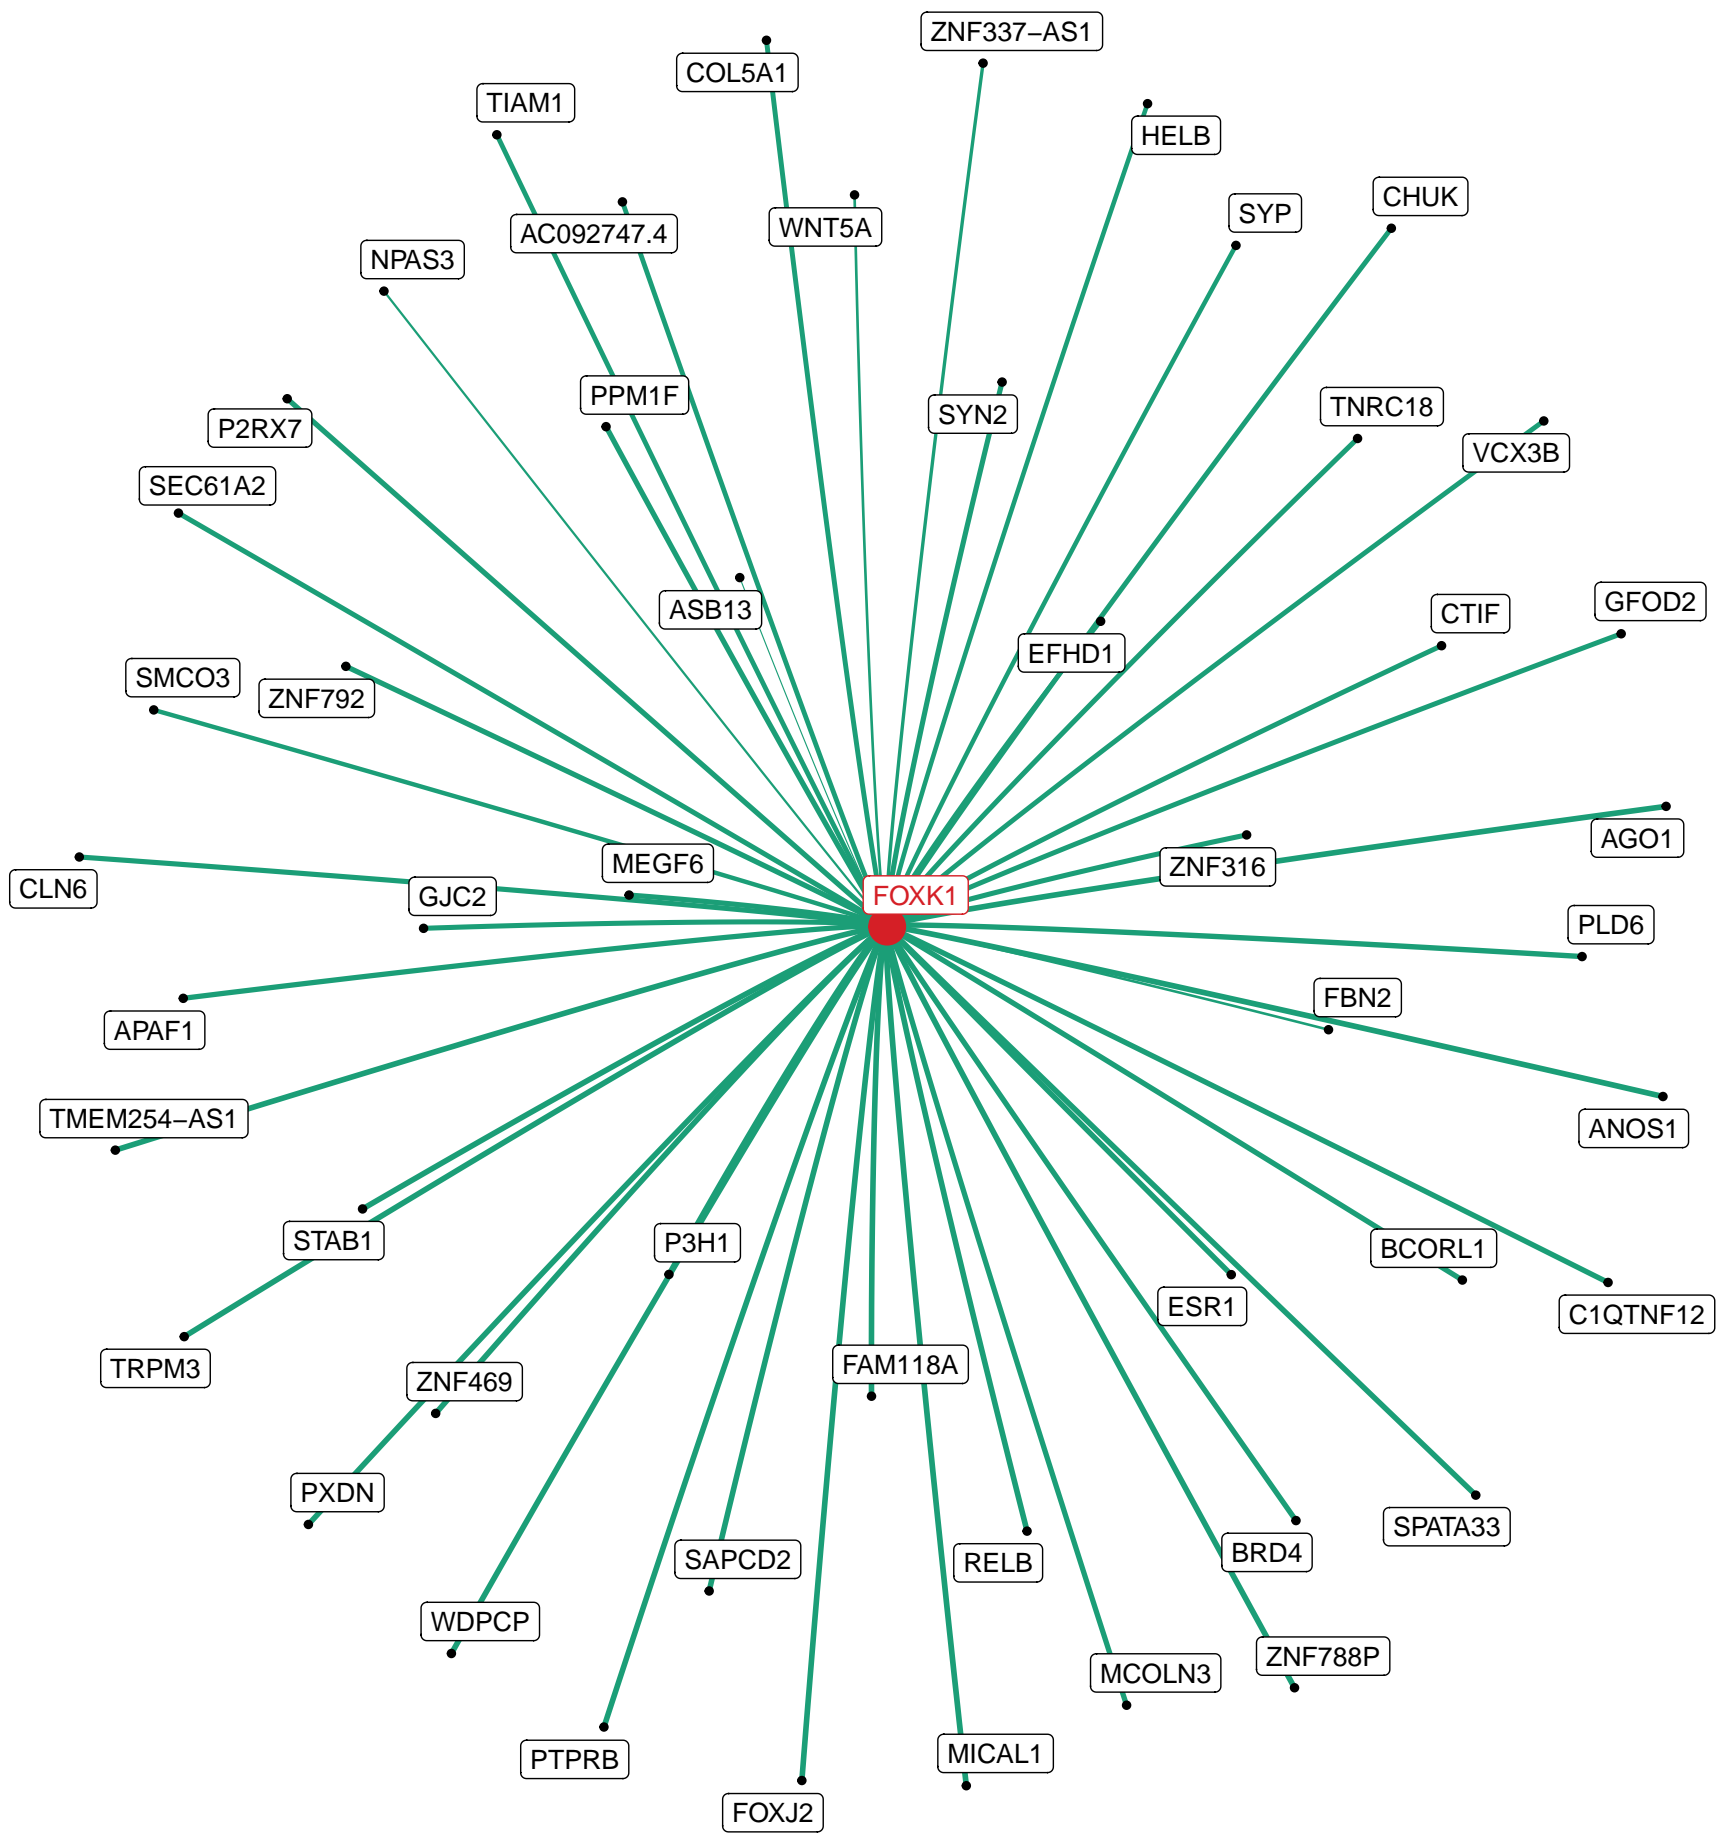 ZNF337−AS1
COL5A1
TIAM1
HELB
CHUK
SYP
WNT5A
AC092747.4
NPAS3
PPM1F
TNRC18
SYN2
P2RX7
VCX3B
SEC61A2
GFOD2
ASB13
CTIF
EFHD1
SMCO3
ZNF792
AGO1
MEGF6
ZNF316
CLN6
GJC2
FOXK1
PLD6
FBN2
APAF1
TMEM254−AS1
ANOS1
STAB1
P3H1
BCORL1
ESR1
C1QTNF12
FAM118A
TRPM3
ZNF469
PXDN
SPATA33
BRD4
SAPCD2
RELB
WDPCP
ZNF788P
MCOLN3
MICAL1
PTPRB
FOXJ2